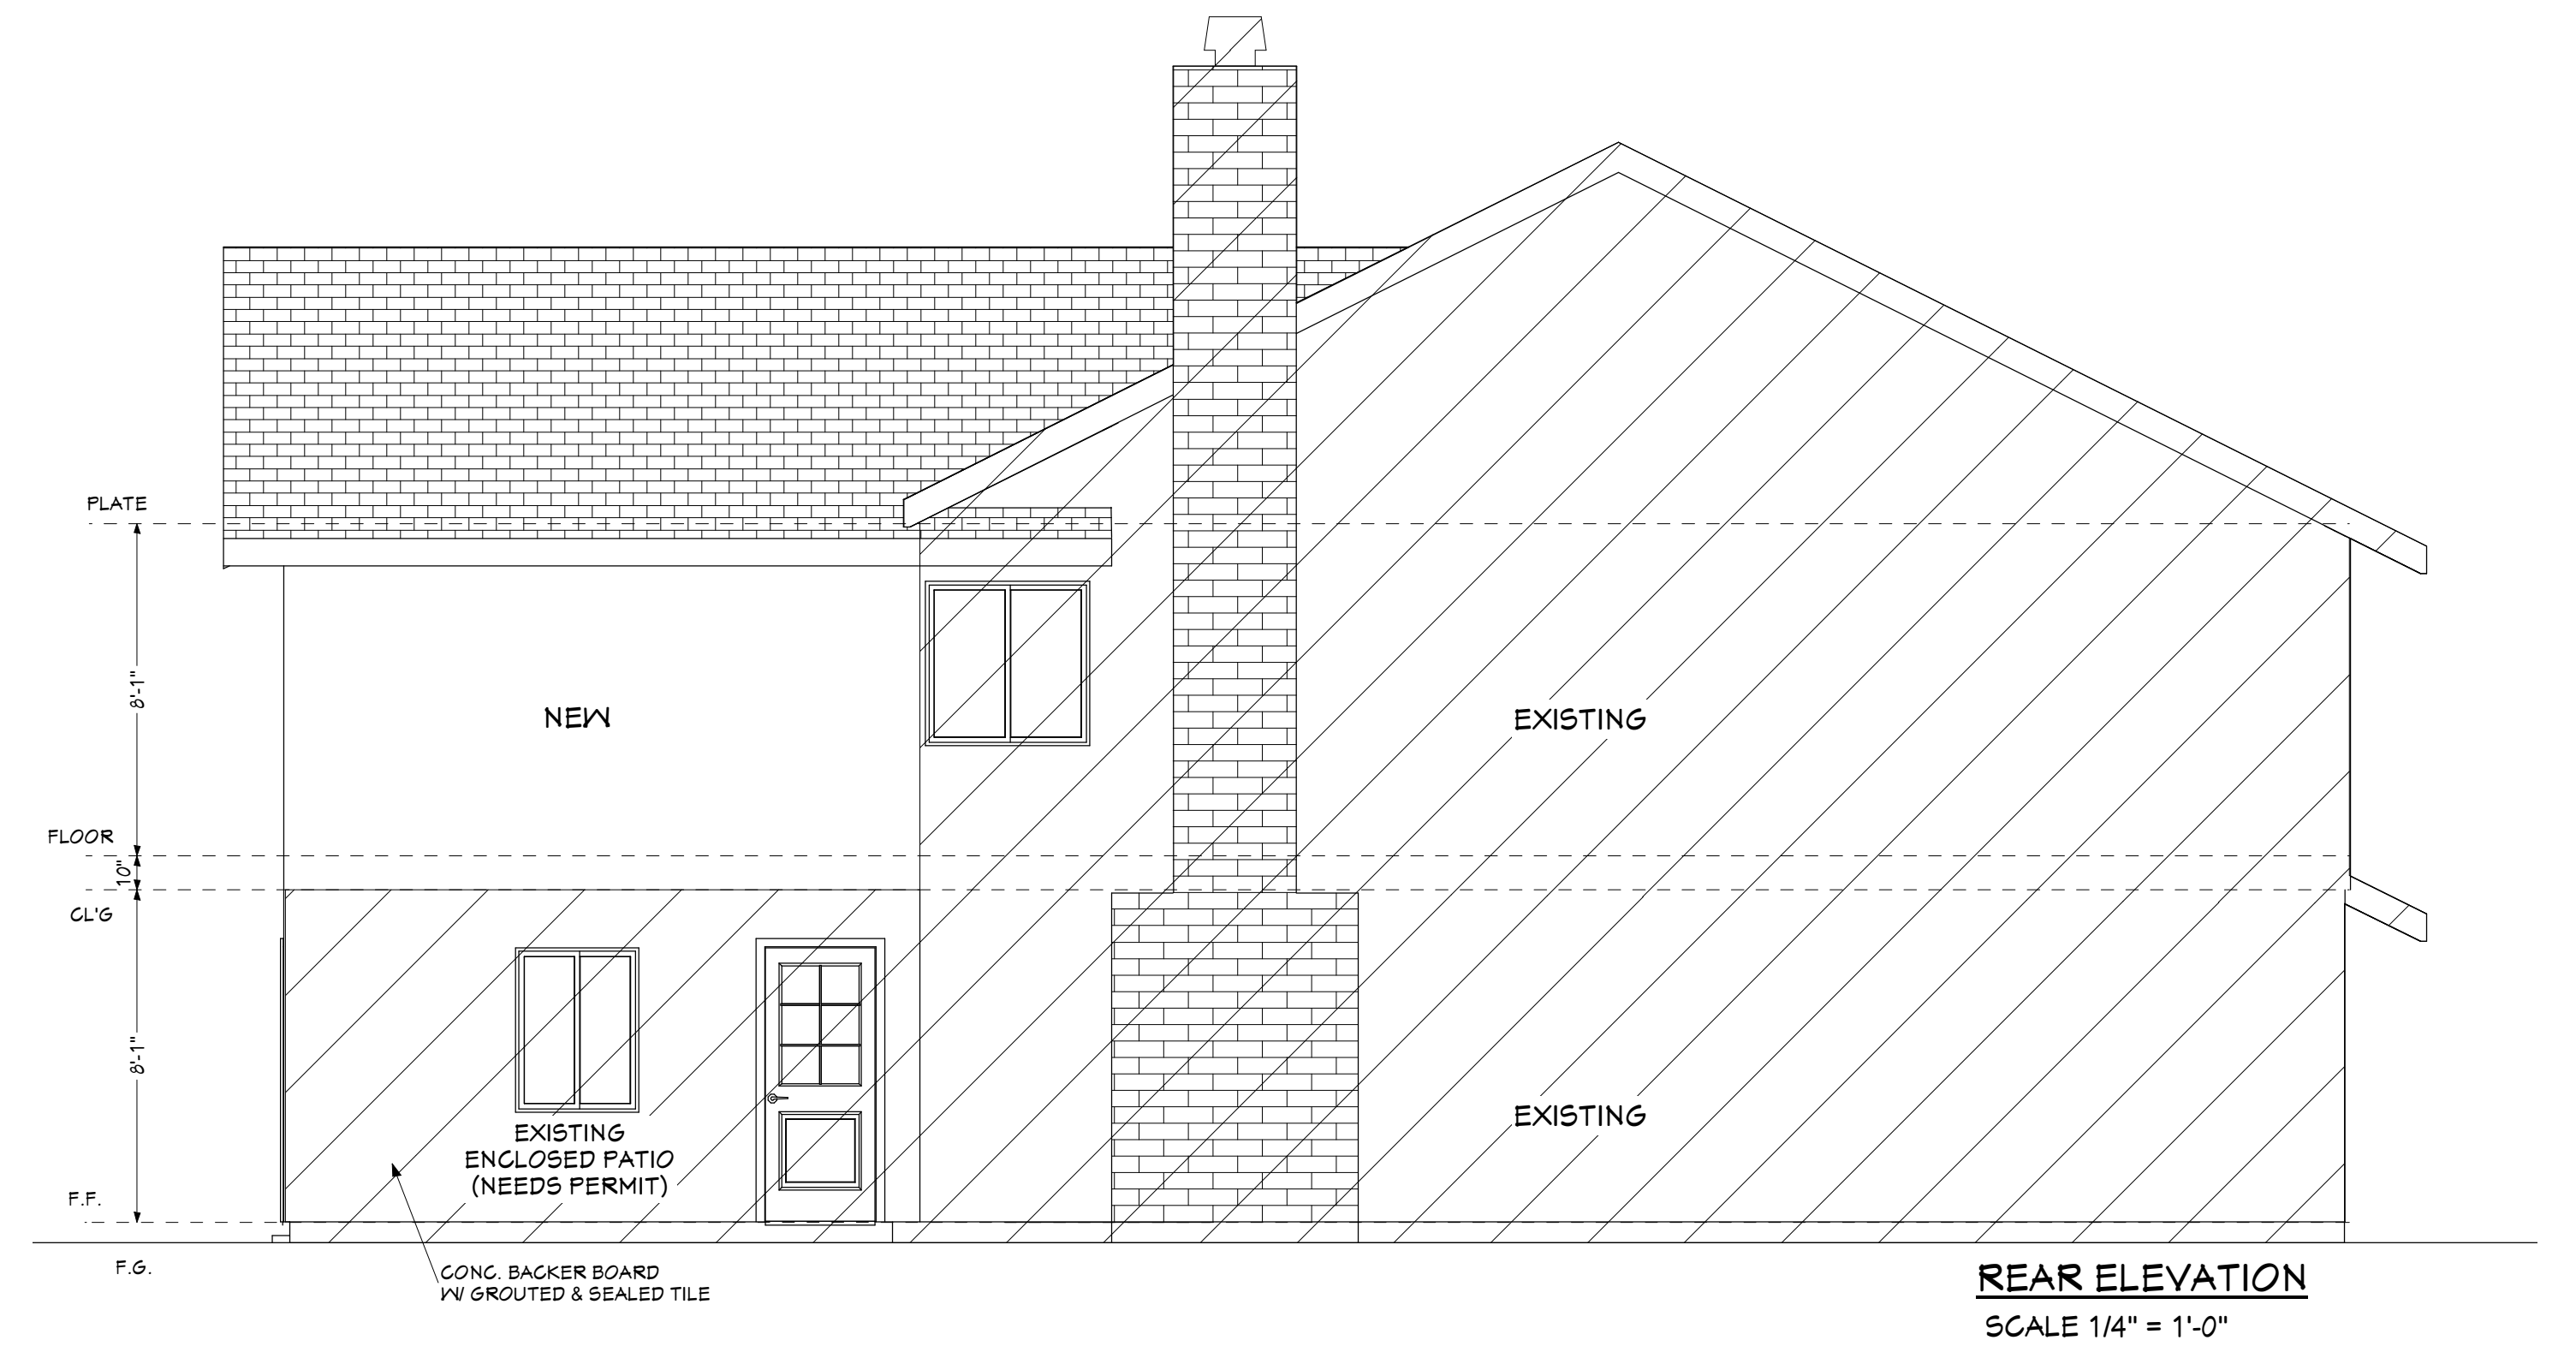 PLATE
8'-1"
NEW
EXISTING
FLOOR
10"
CL'G
8'-1"
EXISTING
EXISTING
ENCLOSED PATIO
(NEEDS PERMIT)
F.F.
F.G.
CONC. BACKER BOARD
W/ GROUTED & SEALED TILE
REAR ELEVATION
SCALE 1/4" = 1'-0"